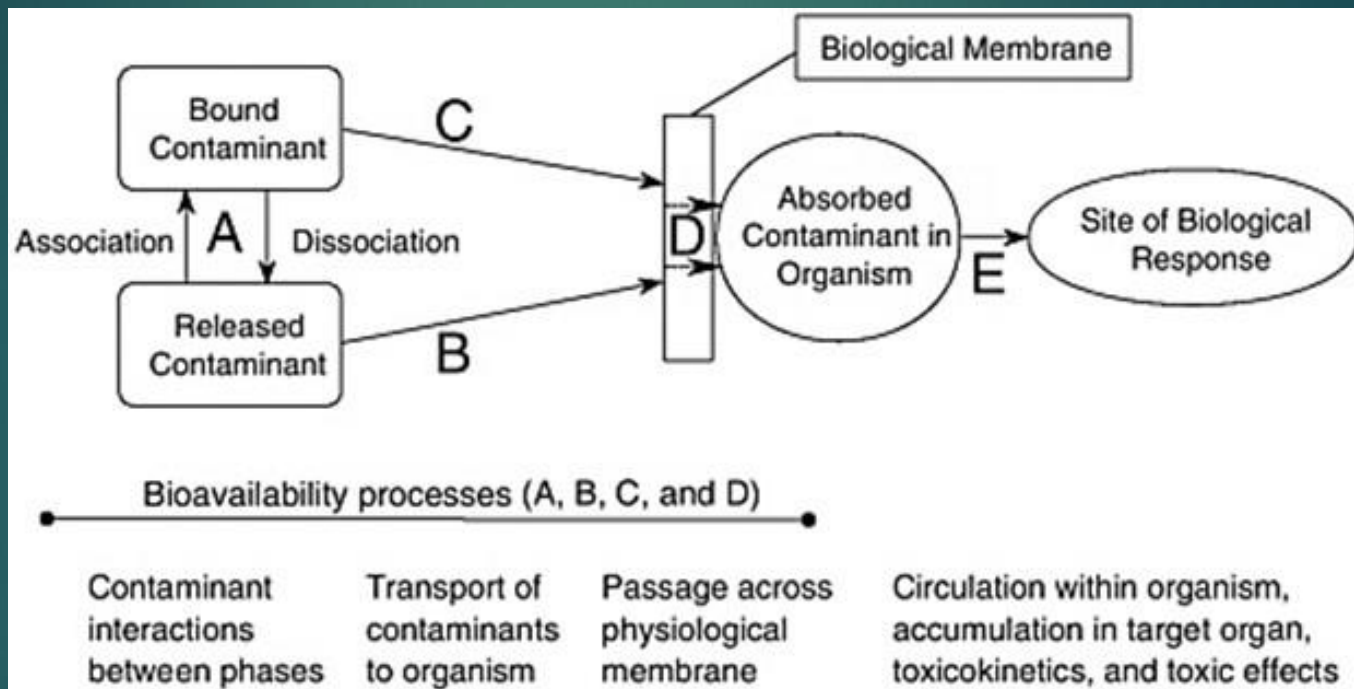 Biological Membrane
Bound
Contaminant
C
Association
A
Dissociation
D
Absorbed
Contaminant in
Organism
E
Site of Biological
Response
Released
Contaminant
B
Bioavailability processes (A, B, C, and D)
Contaminant
interactions
between phases
Transport of
contaminants
to organism
Passage across
physiological
membrane
Circulation within organism,
accumulation in target organ,
toxicokinetics, and toxic effects